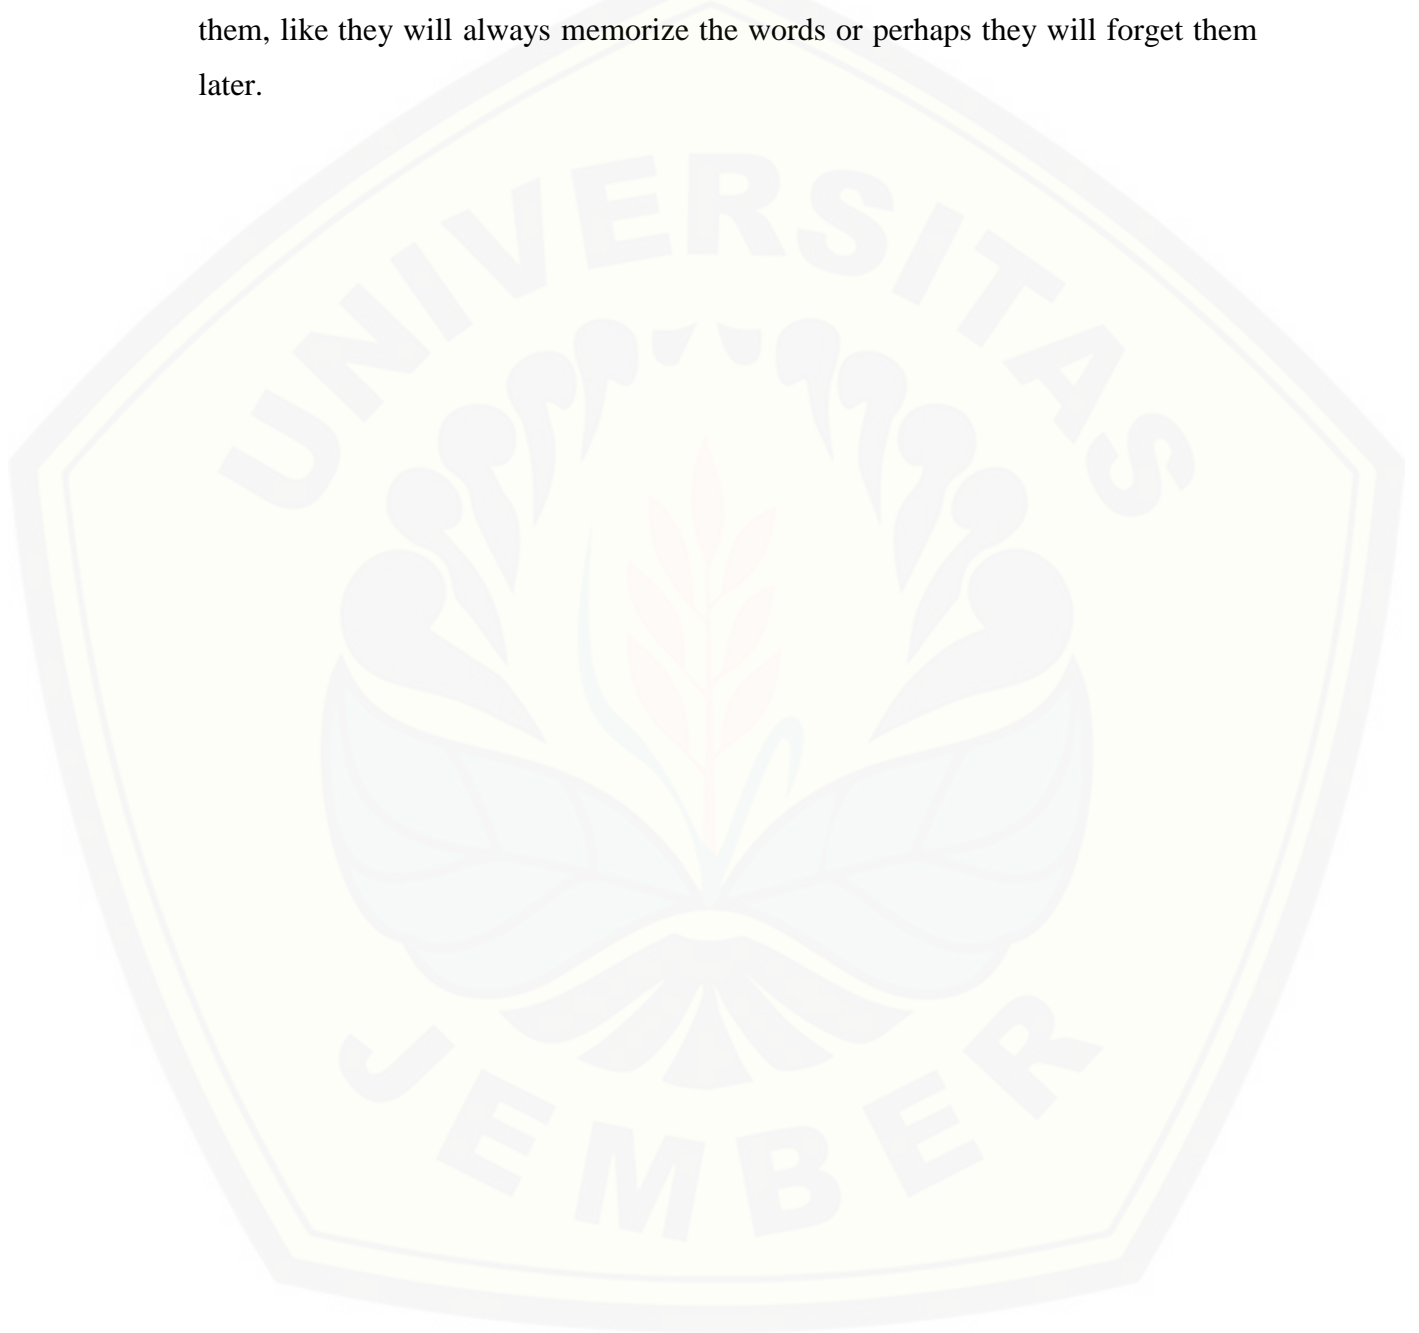 them, like they will always memorize the words or perhaps they will forget them
later.
UNIVERSITAS
JEMBER